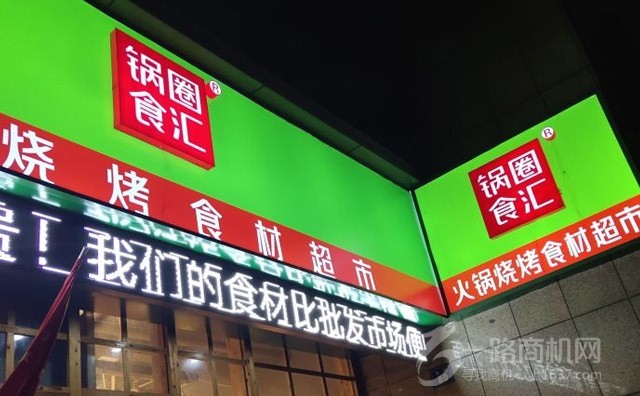 锅圈
食汇
®
烧烤食材超市
贵!我们的食材比批发市场便
锅圈
食汇
®
火锅烧烤食材超市
一路商机网